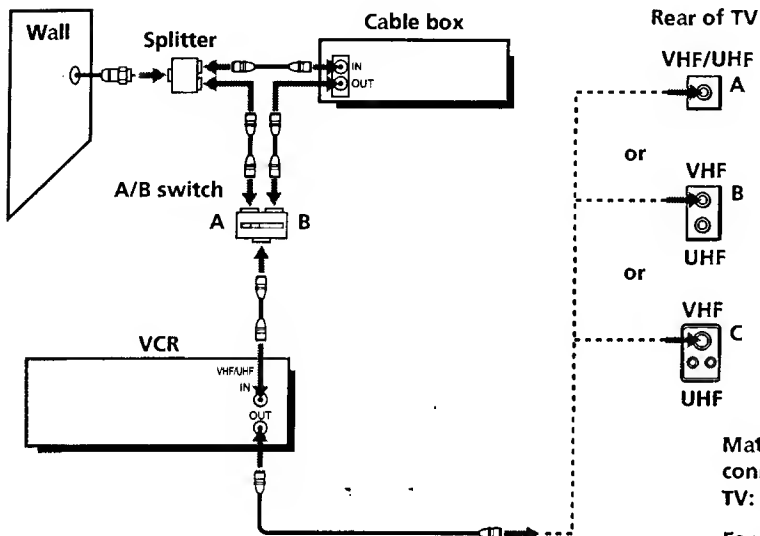 Wall
Splitter
Cable box
IN
OUT
A/B switch
A
B
VCR
VHF/UHF
IN
OUT
Rear of TV
VHF/UHF
A
or
VHF
B
UHF
or
VHF
C
UHF
Mat
conn
TV: